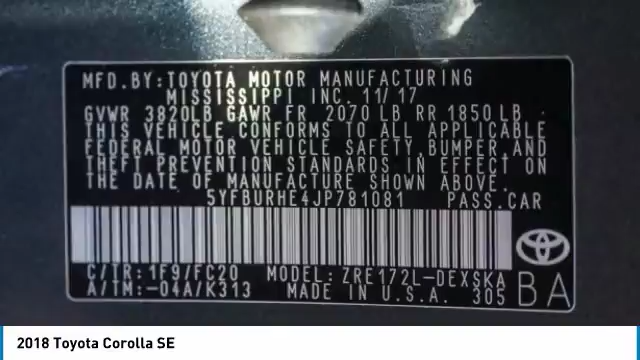 MFD.BY:TOYOTA MOTOR MANUFACTURING
MISSISSIPPI INC. 11/17
GVWR 3820LB GAWR FR 2070 LB RR 1850 LB
THIS VEHICLE CONFORMS TO ALL APPLICABLE
FEDERAL MOTOR VEHICLE SAFETY, BUMPER, AND
THEFT PREVENTION STANDARDS IN EFFECT ON
THE DATE OF MANUFACTURE SHOWN ABOVE.
5YFBURHE4JP781081 PASS.CAR
C/TR:1F9/FC20 MODEL:ZRE172L-DEXSKA
A/TM:-04A/K313 MADE IN U.S.A. 305 BA
2018 Toyota Corolla SE